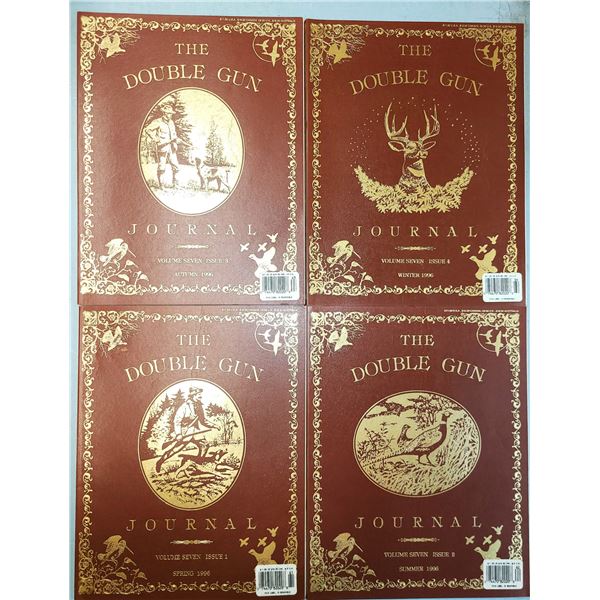 THE
DOUBLE GUN
JOURNAL
VOLUME SEVEN ISSUE 3
AUTUMN 1996
THE
DOUBLE GUN
JOURNAL
VOLUME SEVEN ISSUE 4
WINTER 1996
THE
DOUBLE GUN
JOURNAL
VOLUME SEVEN ISSUE 1
SPRING 1996
THE
DOUBLE GUN
JOURNAL
VOLUME SEVEN ISSUE II
SUMMER 1996